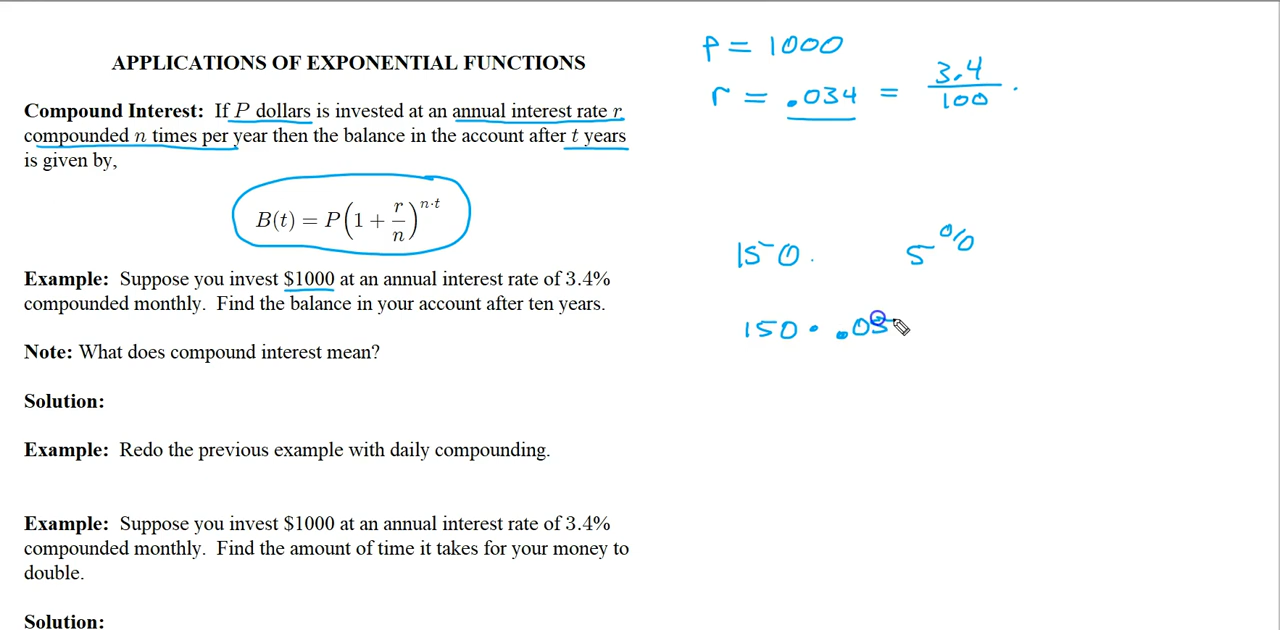 APPLICATIONS OF EXPONENTIAL FUNCTIONS
Compound Interest: If P dollars is invested at an annual interest rate r
compounded n times per year then the balance in the account after t years
is given by,
B(t) = P(1 + r/n)^{n·t}
Example: Suppose you invest $1000 at an annual interest rate of 3.4%
compounded monthly. Find the balance in your account after ten years.
Note: What does compound interest mean?
Solution:
Example: Redo the previous example with daily compounding.
Example: Suppose you invest $1000 at an annual interest rate of 3.4%
compounded monthly. Find the amount of time it takes for your money to
double.
Solution:
P = 1000
r = .034 = 3.4/100 .
150. 5%
150 · .05